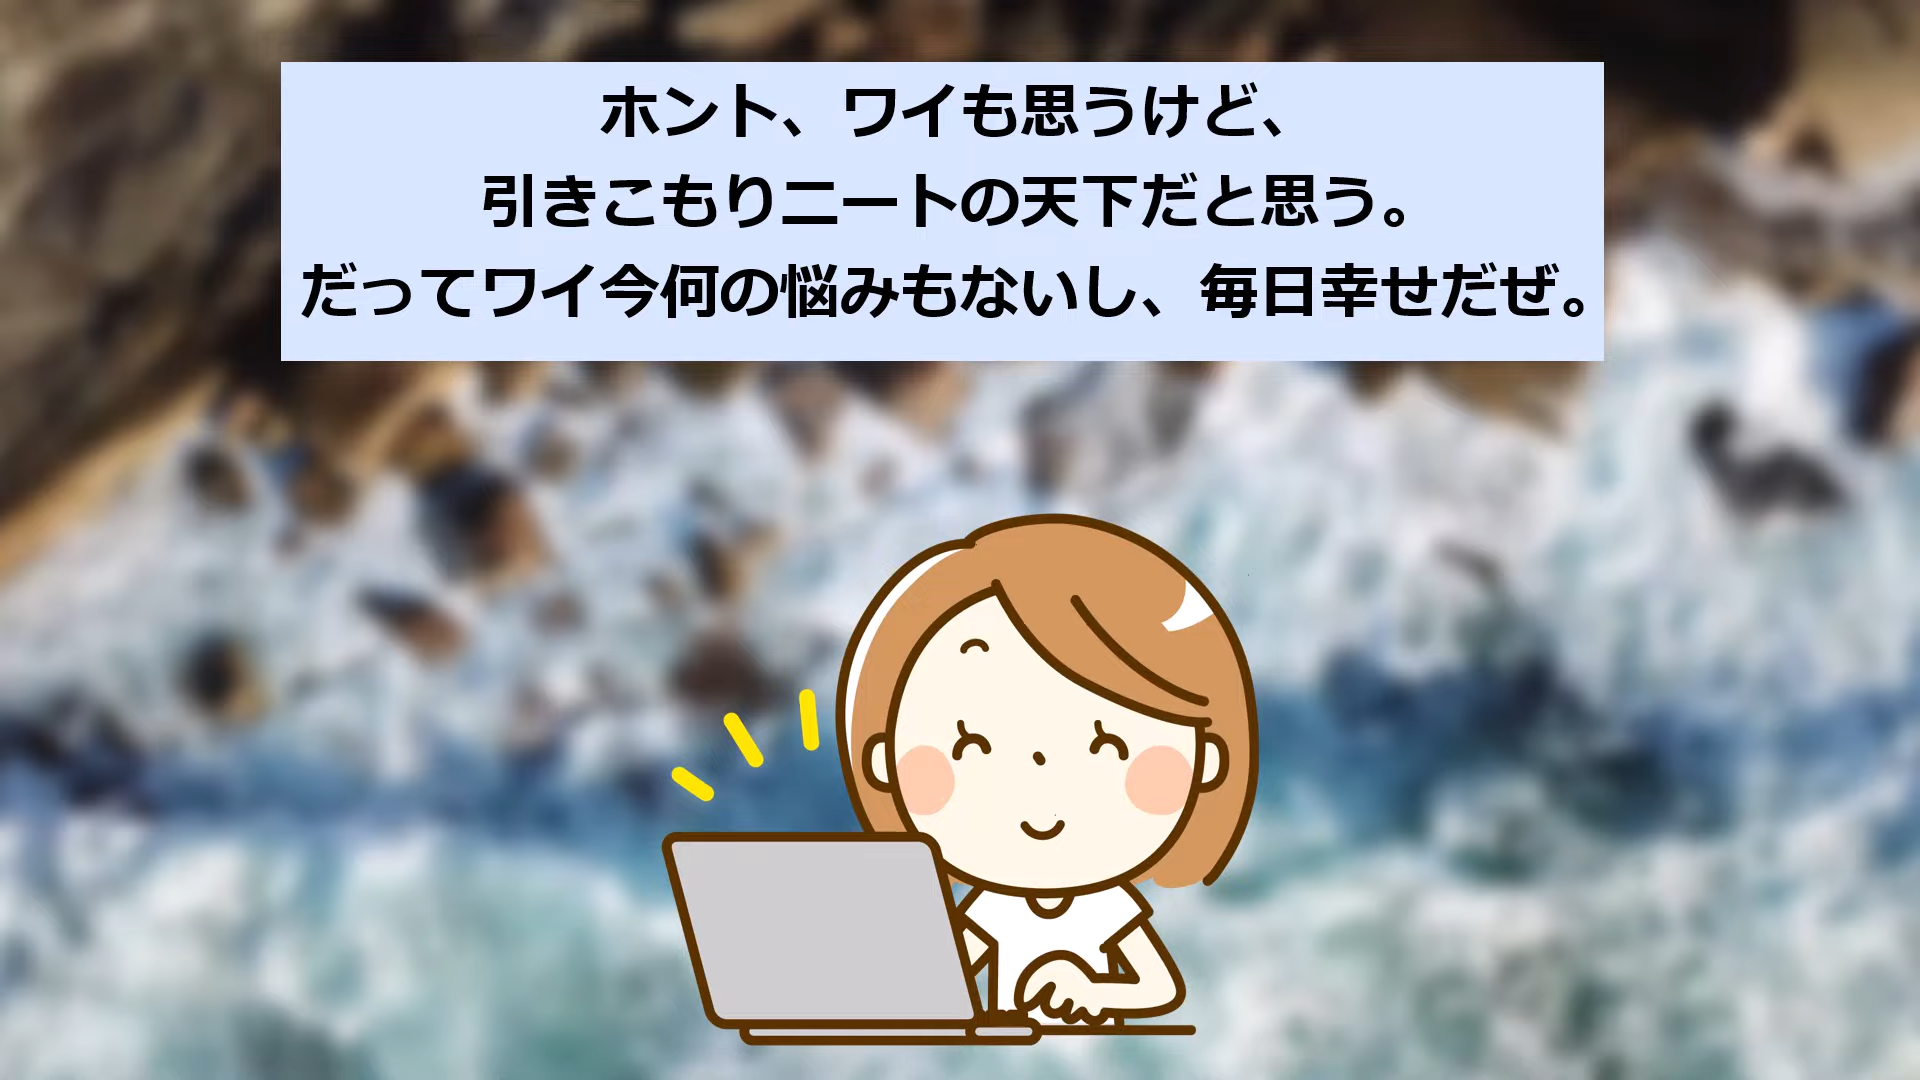 ホント、ワイも思うけど、
引きこもりニートの天下だと思う。
だってワイ今何の悩みもないし、毎日幸せだぜ。